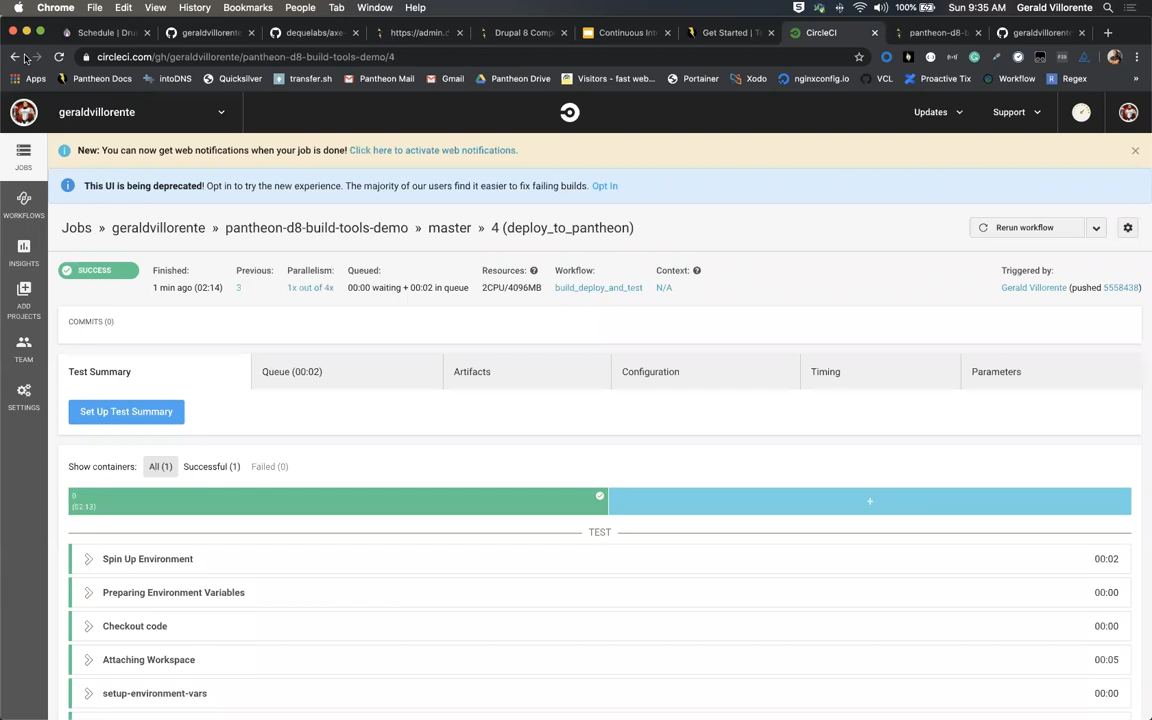 Chrome File Edit View History Bookmarks People Tab Window Help 100% Sun 9:35 AM Gerald Villorente
Schedule | Dru geraldvillorente dequelabs/axe- https://admin.c Drupal 8 Comp Continuous Int Get Started | T CircleCI pantheon-d8-b geraldvillorent
circleci.com/gh/geraldvillorente/pantheon-d8-build-tools-demo/4
Apps Pantheon Docs intoDNS Quicksilver transfer.sh Pantheon Mail Gmail Pantheon Drive Visitors - fast web... Portainer Xodo nginxconfig.io VCL Proactive Tix Workflow Regex »
geraldvillorente Updates Support
JOBS
New: You can now get web notifications when your job is done! Click here to activate web notifications.
This UI is being deprecated! Opt in to try the new experience. The majority of our users find it easier to fix failing builds. Opt In
WORKFLOWS
Jobs » geraldvillorente » pantheon-d8-build-tools-demo » master » 4 (deploy_to_pantheon) Rerun workflow
INSIGHTS
SUCCESS Finished: Previous: Parallelism: Queued: Resources: Workflow: Context: Triggered by:
1 min ago (02:14) 3 1x out of 4x 00:00 waiting + 00:02 in queue 2CPU/4096MB build_deploy_and_test N/A Gerald Villorente (pushed 5558438)
ADD
PROJECTS
COMMITS (0)
TEAM
Test Summary Queue (00:02) Artifacts Configuration Timing Parameters
SETTINGS
Set Up Test Summary
Show containers: All (1) Successful (1) Failed (0)
0
(02:13) +
TEST
Spin Up Environment 00:02
Preparing Environment Variables 00:00
Checkout code 00:00
Attaching Workspace 00:05
setup-environment-vars 00:00